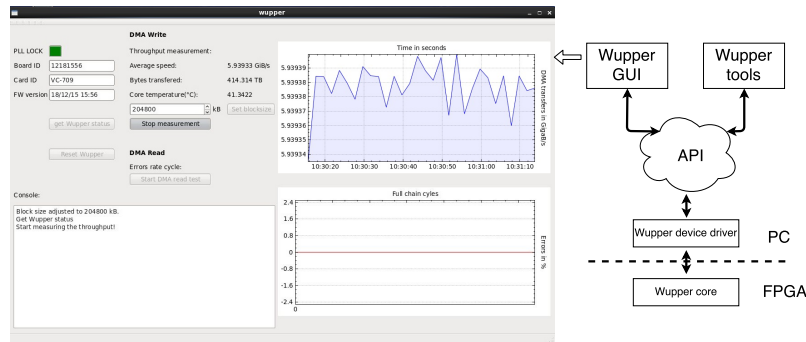 wupper
DMA Write
PLL LOCK
Throughput measurement:
Board ID 12181556
Average speed: 5.93933 GiB/s
Card ID VC-709
Bytes transfered: 414.314 TB
FW version 18/12/15 15:56
Core temperature(°C): 41.3422
204800 kB Set blocksize
get Wupper status
Stop measurement
Reset Wupper
DMA Read
Errors rate cycle:
Start DMA read test
Console:
Block size adjusted to 204800 kB.
Get Wupper status
Start measuring the throughput!
Time in seconds
5.93939
5.93938
5.93938
5.93937
5.93936
5.93935
5.93935
5.93934
10:30:20 10:30:30 10:30:40 10:30:50 10:31:00 10:31:10
DMA transfers in GigaB/s
Full chain cyles
2.4
1.6
0.8
0
-0.8
-1.6
-2.4
0
Errors in %
Wupper
GUI
Wupper
tools
API
Wupper device driver
PC
Wupper core
FPGA